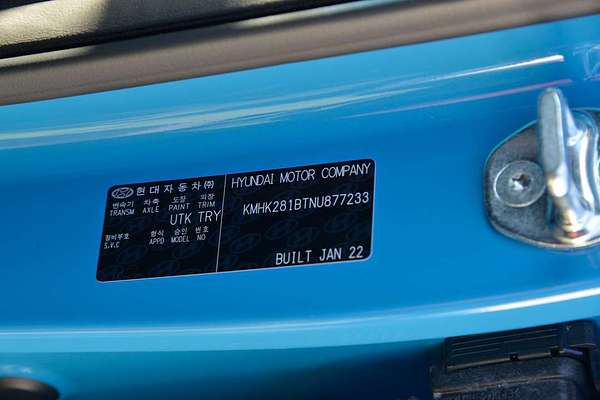 현대자동차㈜
변속기 차축 도장 의장
TRANSM AXLE PAINT TRIM
UTK TRY
정비부호 형식 승인 번호
S.V.C APPD MODEL NO
HYUNDAI MOTOR COMPANY
KMHK281BTNU877233
BUILT JAN 22